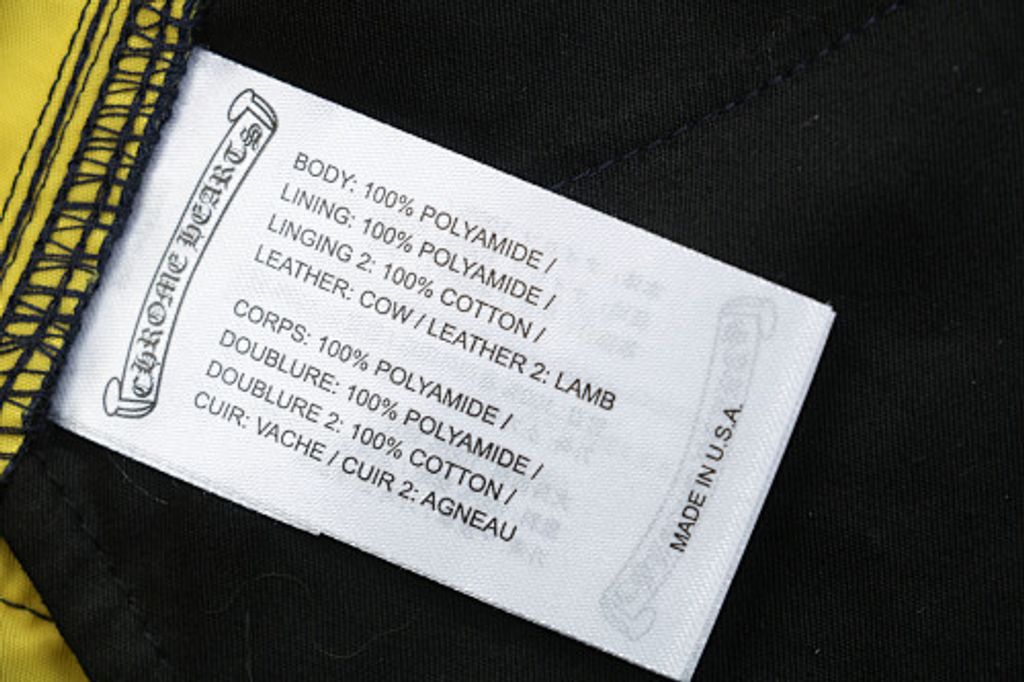 CHROME HEARTS
BODY: 100% POLYAMIDE /
LINING: 100% POLYAMIDE /
LINGING 2: 100% COTTON /
LEATHER: COW / LEATHER 2: LAMB
CORPS: 100% POLYAMIDE /
DOUBLURE: 100% POLYAMIDE /
DOUBLURE 2: 100% COTTON /
CUIR: VACHE / CUIR 2: AGNEAU
MADE IN U.S.A.